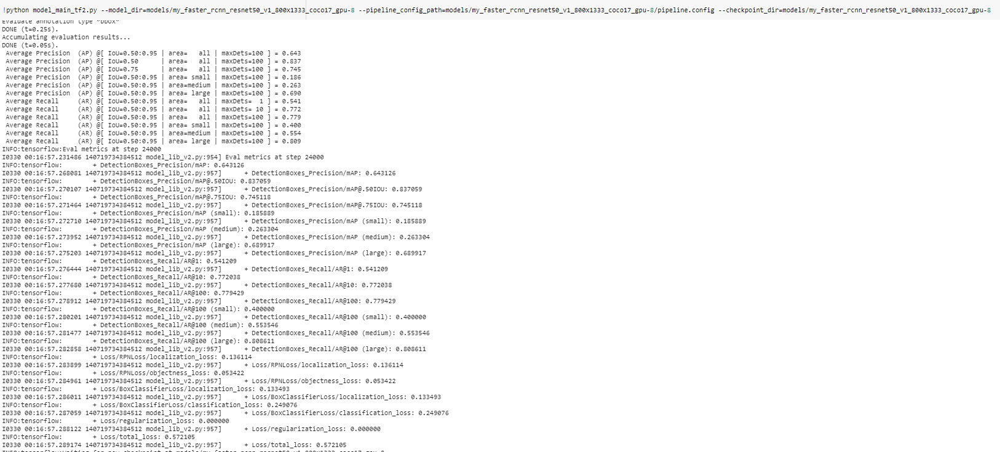 !python model_main_tf2.py --model_dir=models/my_faster_rcnn_resnet50_v1_800x1333_coco17_gpu-8 --pipeline_config_path=models/my_faster_rcnn_resnet50_v1_800x1333_coco17_gpu-8/pipeline.config --checkpoint_dir=models/my_faster_rcnn_resnet50_v1_800x1333_coco17_gpu-8
Evaluate annotation type *bbox*
DONE (t=0.25s).
Accumulating evaluation results...
DONE (t=0.05s).
Average Precision  (AP) @[ IoU=0.50:0.95 | area=   all | maxDets=100 ] = 0.643
Average Precision  (AP) @[ IoU=0.50      | area=   all | maxDets=100 ] = 0.837
Average Precision  (AP) @[ IoU=0.75      | area=   all | maxDets=100 ] = 0.745
Average Precision  (AP) @[ IoU=0.50:0.95 | area= small | maxDets=100 ] = 0.186
Average Precision  (AP) @[ IoU=0.50:0.95 | area=medium | maxDets=100 ] = 0.263
Average Precision  (AP) @[ IoU=0.50:0.95 | area= large | maxDets=100 ] = 0.690
Average Recall     (AR) @[ IoU=0.50:0.95 | area=   all | maxDets=  1 ] = 0.541
Average Recall     (AR) @[ IoU=0.50:0.95 | area=   all | maxDets= 10 ] = 0.772
Average Recall     (AR) @[ IoU=0.50:0.95 | area=   all | maxDets=100 ] = 0.779
Average Recall     (AR) @[ IoU=0.50:0.95 | area= small | maxDets=100 ] = 0.400
Average Recall     (AR) @[ IoU=0.50:0.95 | area=medium | maxDets=100 ] = 0.554
Average Recall     (AR) @[ IoU=0.50:0.95 | area= large | maxDets=100 ] = 0.809
INFO:tensorflow:Eval metrics at step 24000
I0330 00:16:57.231486 140719734384512 model_lib_v2.py:954] Eval metrics at step 24000
INFO:tensorflow:        + DetectionBoxes_Precision/mAP: 0.643126
I0330 00:16:57.268081 140719734384512 model_lib_v2.py:957]      + DetectionBoxes_Precision/mAP: 0.643126
INFO:tensorflow:        + DetectionBoxes_Precision/mAP@.50IOU: 0.837059
I0330 00:16:57.270107 140719734384512 model_lib_v2.py:957]      + DetectionBoxes_Precision/mAP@.50IOU: 0.837059
INFO:tensorflow:        + DetectionBoxes_Precision/mAP@.75IOU: 0.745118
I0330 00:16:57.271464 140719734384512 model_lib_v2.py:957]      + DetectionBoxes_Precision/mAP@.75IOU: 0.745118
INFO:tensorflow:        + DetectionBoxes_Precision/mAP (small): 0.185889
I0330 00:16:57.272710 140719734384512 model_lib_v2.py:957]      + DetectionBoxes_Precision/mAP (small): 0.185889
INFO:tensorflow:        + DetectionBoxes_Precision/mAP (medium): 0.263304
I0330 00:16:57.273952 140719734384512 model_lib_v2.py:957]      + DetectionBoxes_Precision/mAP (medium): 0.263304
INFO:tensorflow:        + DetectionBoxes_Precision/mAP (large): 0.689917
I0330 00:16:57.275203 140719734384512 model_lib_v2.py:957]      + DetectionBoxes_Precision/mAP (large): 0.689917
INFO:tensorflow:        + DetectionBoxes_Recall/AR@1: 0.541209
I0330 00:16:57.276444 140719734384512 model_lib_v2.py:957]      + DetectionBoxes_Recall/AR@1: 0.541209
INFO:tensorflow:        + DetectionBoxes_Recall/AR@10: 0.772038
I0330 00:16:57.277680 140719734384512 model_lib_v2.py:957]      + DetectionBoxes_Recall/AR@10: 0.772038
INFO:tensorflow:        + DetectionBoxes_Recall/AR@100: 0.779429
I0330 00:16:57.278912 140719734384512 model_lib_v2.py:957]      + DetectionBoxes_Recall/AR@100: 0.779429
INFO:tensorflow:        + DetectionBoxes_Recall/AR@100 (small): 0.400000
I0330 00:16:57.280201 140719734384512 model_lib_v2.py:957]      + DetectionBoxes_Recall/AR@100 (small): 0.400000
INFO:tensorflow:        + DetectionBoxes_Recall/AR@100 (medium): 0.553546
I0330 00:16:57.281477 140719734384512 model_lib_v2.py:957]      + DetectionBoxes_Recall/AR@100 (medium): 0.553546
INFO:tensorflow:        + DetectionBoxes_Recall/AR@100 (large): 0.808611
I0330 00:16:57.282858 140719734384512 model_lib_v2.py:957]      + DetectionBoxes_Recall/AR@100 (large): 0.808611
INFO:tensorflow:        + Loss/RPNLoss/localization_loss: 0.136114
I0330 00:16:57.283899 140719734384512 model_lib_v2.py:957]      + Loss/RPNLoss/localization_loss: 0.136114
INFO:tensorflow:        + Loss/RPNLoss/objectness_loss: 0.053422
I0330 00:16:57.284961 140719734384512 model_lib_v2.py:957]      + Loss/RPNLoss/objectness_loss: 0.053422
INFO:tensorflow:        + Loss/BoxClassifierLoss/localization_loss: 0.133493
I0330 00:16:57.286011 140719734384512 model_lib_v2.py:957]      + Loss/BoxClassifierLoss/localization_loss: 0.133493
INFO:tensorflow:        + Loss/BoxClassifierLoss/classification_loss: 0.249076
I0330 00:16:57.287059 140719734384512 model_lib_v2.py:957]      + Loss/BoxClassifierLoss/classification_loss: 0.249076
INFO:tensorflow:        + Loss/regularization_loss: 0.000000
I0330 00:16:57.288122 140719734384512 model_lib_v2.py:957]      + Loss/regularization_loss: 0.000000
INFO:tensorflow:        + Loss/total_loss: 0.572105
I0330 00:16:57.289174 140719734384512 model_lib_v2.py:957]      + Loss/total_loss: 0.572105
INFO:tensorflow:Waiting for new checkpoint at models/my_faster_rcnn_resnet50_v1_800x1333_coco17_gpu-8